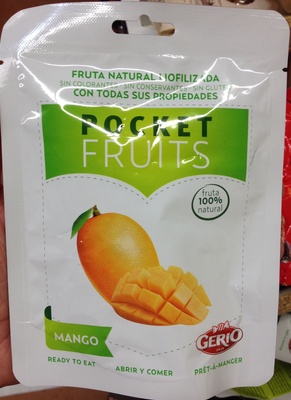 FRUTA NATURAL LIOFILIZADA
SIN COLORANTES · SIN CONSERVANTES · SIN GLUTEN
CON TODAS SUS PROPIEDADES
POCKET
FRUITS
fruta
100%
natural
MANGO
GERIO
READY TO EAT
ABRIR Y COMER
PRÊT-À-MANGER